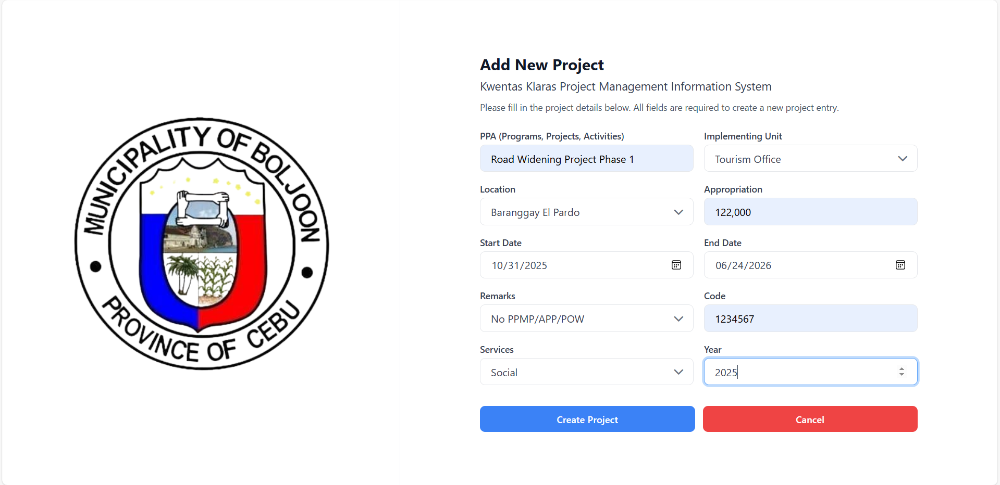 MUNICIPALITY OF BOLJOON
PROVINCE OF CEBU
Add New Project
Kwentas Klaras Project Management Information System
Please fill in the project details below. All fields are required to create a new project entry.
PPA (Programs, Projects, Activities)
Implementing Unit
Road Widening Project Phase 1
Tourism Office
Location
Appropriation
Baranggay El Pardo
122,000
Start Date
End Date
10/31/2025
06/24/2026
Remarks
Code
No PPMP/APP/POW
1234567
Services
Year
Social
2025
Create Project
Cancel